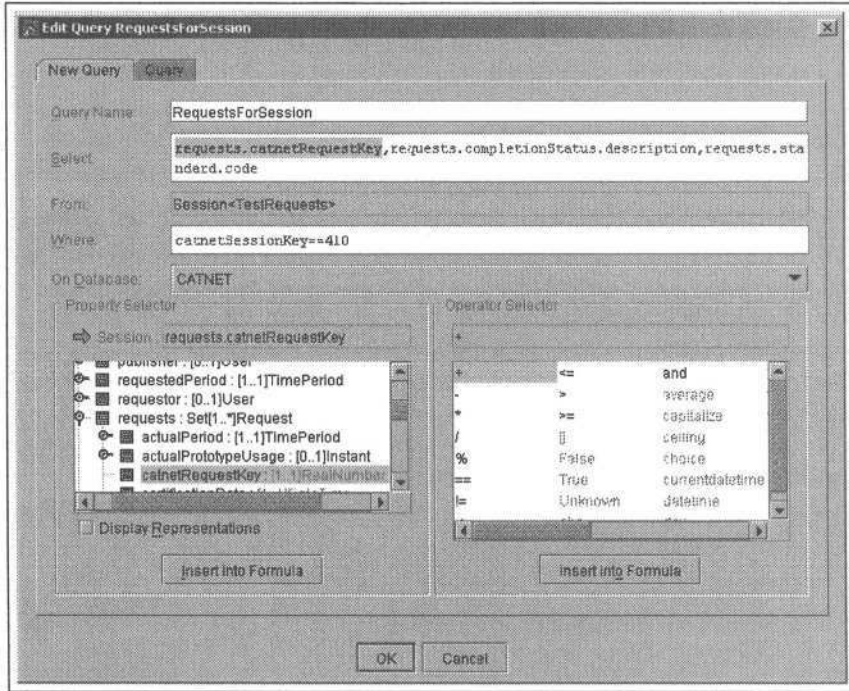 Edit Query RequestsForSession
New Query Query
Query Name: RequestsForSession
Select: requests.catnetRequestKey,requests.completionStatus.description,requests.sta
ndard.code
From: Session<TestRequests>
Where: catnetSessionKey==410
On Database: CATNET
Property Selector
Session requests.catnetRequestKey
publisher : [0..1]User
requestedPeriod : [1..1]TimePeriod
requestor : [0..1]User
requests : Set[1..*]Request
actualPeriod : [1..1]TimePeriod
actualPrototypeUsage : [0..1]Instant
catnetRequestKey : [1..1]RealNumber
Display Representations
Insert into Formula
Operator Selector
+
+ <= and
- > average
* >= capitalize
/ [] ceiling
% False choice
== True currentdatetime
!= Unknown datetime
Insert into Formula
OK Cancel